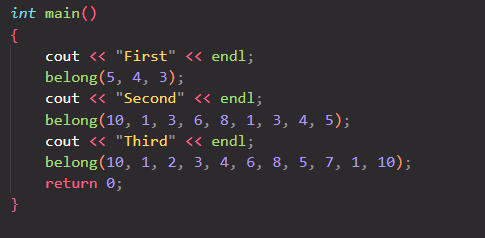 int main()
{
    cout << "First" << endl;
    belong(5, 4, 3);
    cout << "Second" << endl;
    belong(10, 1, 3, 6, 8, 1, 3, 4, 5);
    cout << "Third" << endl;
    belong(10, 1, 2, 3, 4, 6, 8, 5, 7, 1, 10);
    return 0;
}